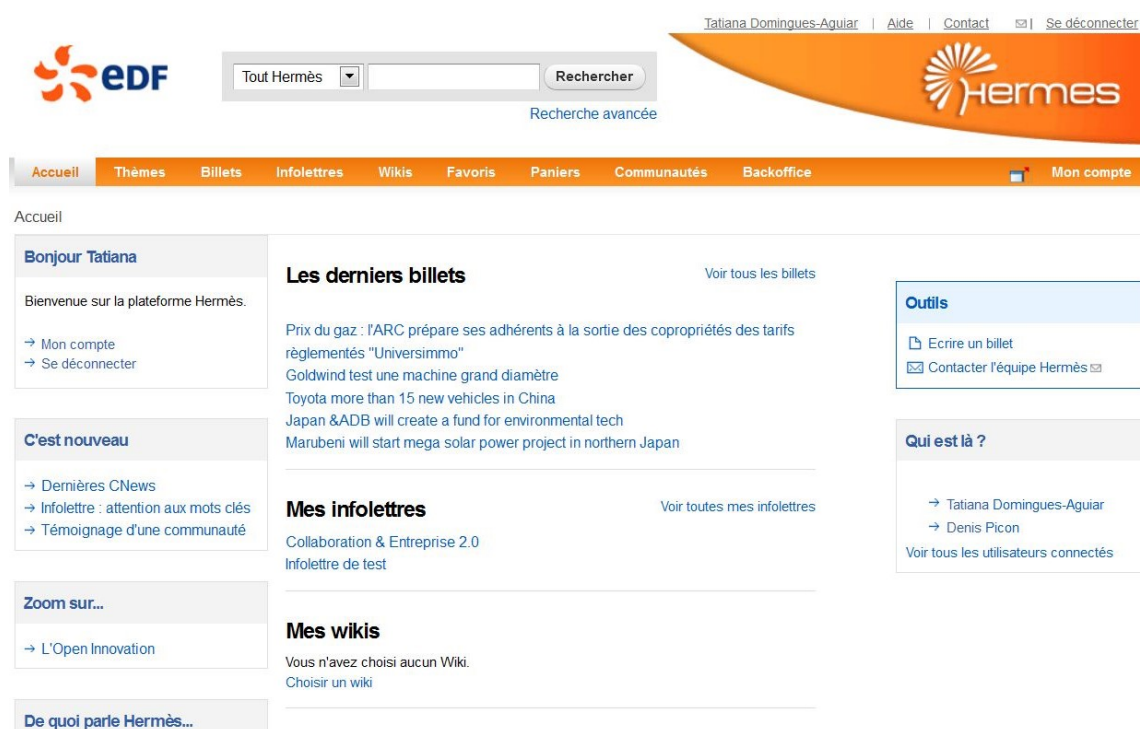 Tatiana Domingues-Aguiar | Aide | Contact | Se déconnecter
edF
Tout Hermès
Rechercher
Recherche avancée
Hermes
Accueil Thèmes Billets Infolettres Wikis Favoris Paniers Communautés Backoffice Mon compte
Accueil
Bonjour Tatiana
Bienvenue sur la plateforme Hermès.
→ Mon compte
→ Se déconnecter
C'est nouveau
→ Dernières CNews
→ Infolettre : attention aux mots clés
→ Témoignage d'une communauté
Zoom sur...
→ L'Open Innovation
De quoi parle Hermès...
Les derniers billets
Voir tous les billets
Prix du gaz : l'ARC prépare ses adhérents à la sortie des copropriétés des tarifs
règlementés "Universimmo"
Goldwind test une machine grand diamètre
Toyota more than 15 new vehicles in China
Japan &ADB will create a fund for environmental tech
Marubeni will start mega solar power project in northern Japan
Mes infolettres
Voir toutes mes infolettres
Collaboration & Entreprise 2.0
Infolettre de test
Mes wikis
Vous n'avez choisi aucun Wiki.
Choisir un wiki
Outils
Ecrire un billet
Contacter l'équipe Hermès
Qui est là ?
→ Tatiana Domingues-Aguiar
→ Denis Picon
Voir tous les utilisateurs connectés